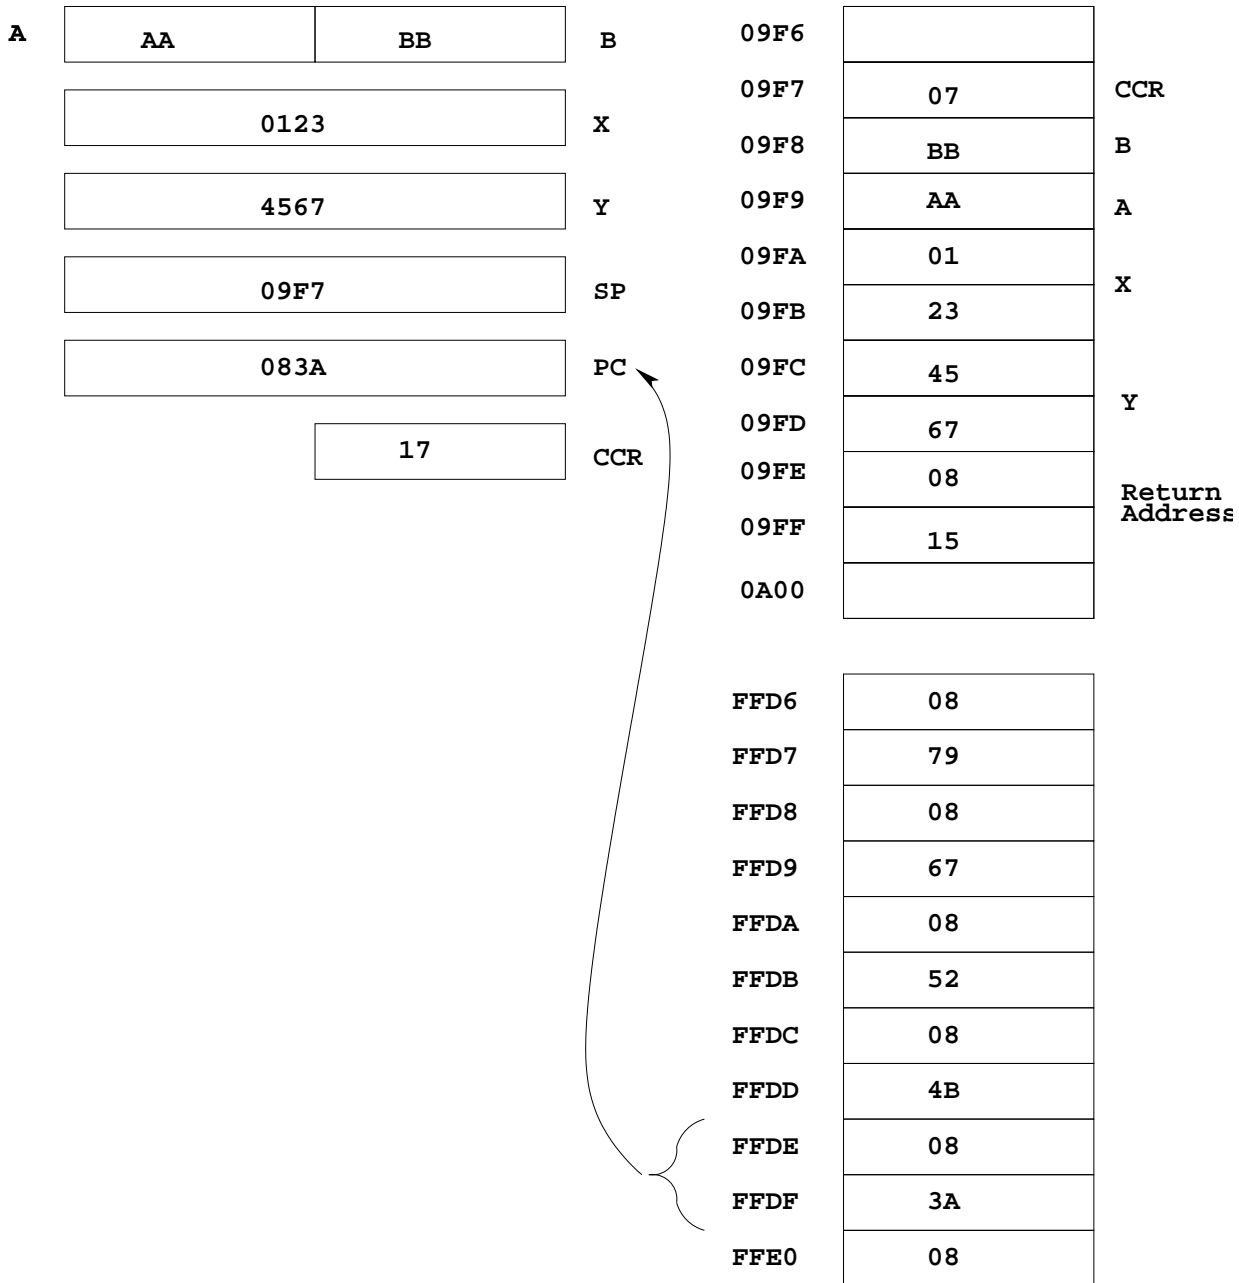 A AA BB B
0123 X
4567 Y
09F7 SP
083A PC
17 CCR
09F6
09F7 07 CCR
09F8 BB B
09F9 AA A
09FA 01
X
09FB 23
09FC 45
Y
09FD 67
09FE 08
Return
Address
09FF 15
0A00
FFD6 08
FFD7 79
FFD8 08
FFD9 67
FFDA 08
FFDB 52
FFDC 08
FFDD 4B
FFDE 08
FFDF 3A
FFE0 08